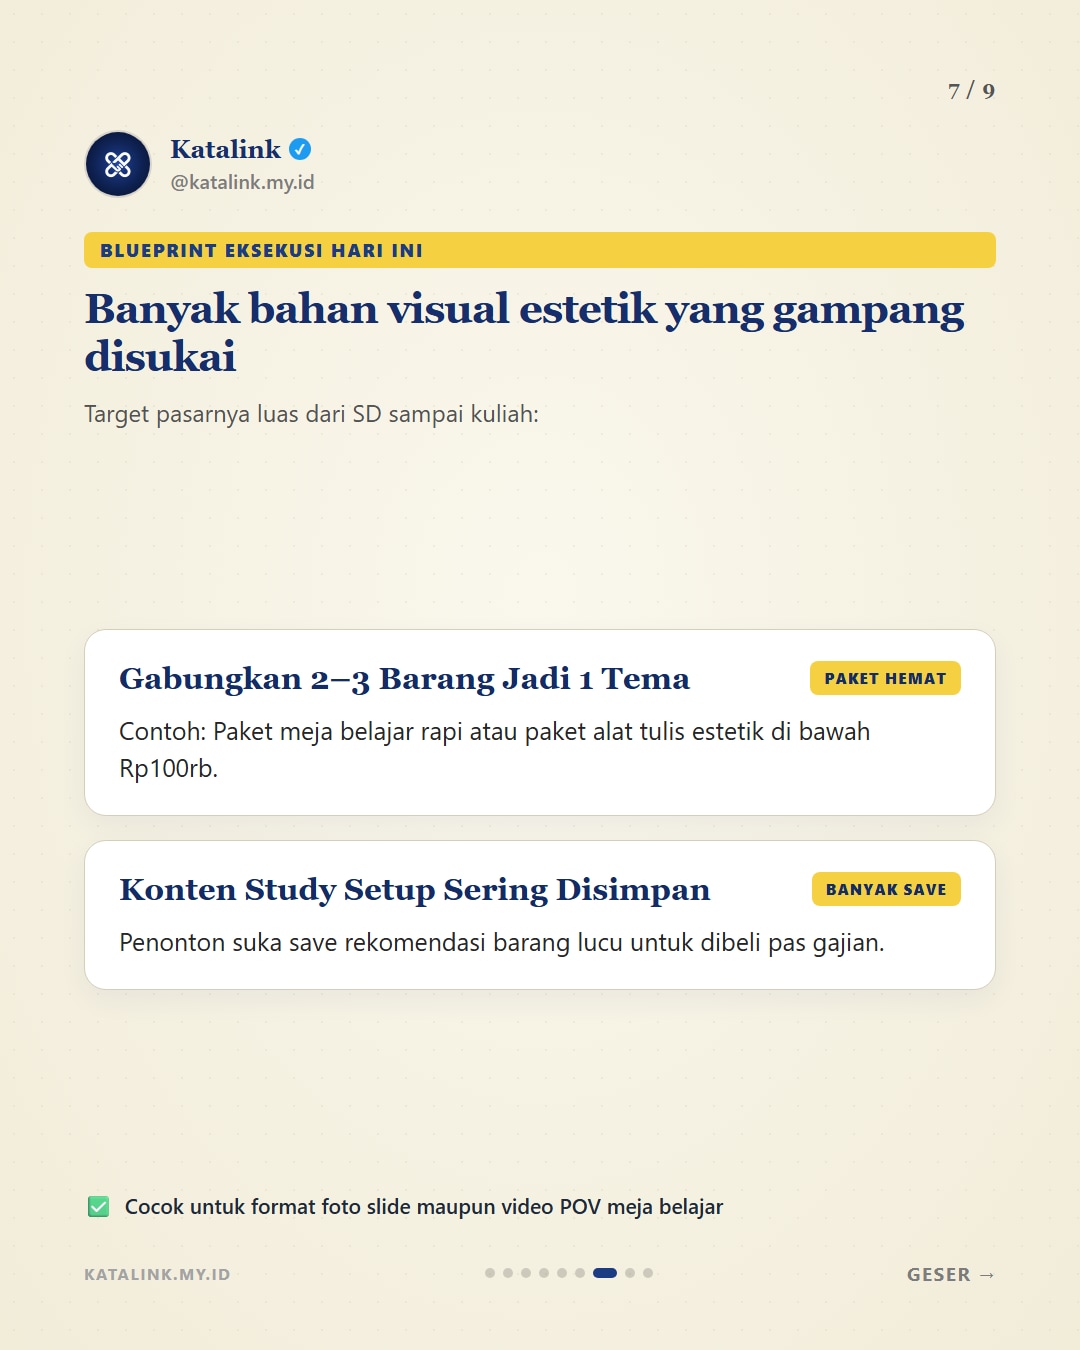 7 / 9
Katalink
@katalink.my.id
BLUEPRINT EKSEKUSI HARI INI
Banyak bahan visual estetik yang gampang
disukai
Target pasarnya luas dari SD sampai kuliah:
Gabungkan 2–3 Barang Jadi 1 Tema
PAKET HEMAT
Contoh: Paket meja belajar rapi atau paket alat tulis estetik di bawah
Rp100rb.
Konten Study Setup Sering Disimpan
BANYAK SAVE
Penonton suka save rekomendasi barang lucu untuk dibeli pas gajian.
✅ Cocok untuk format foto slide maupun video POV meja belajar
KATALINK.MY.ID
GESER →